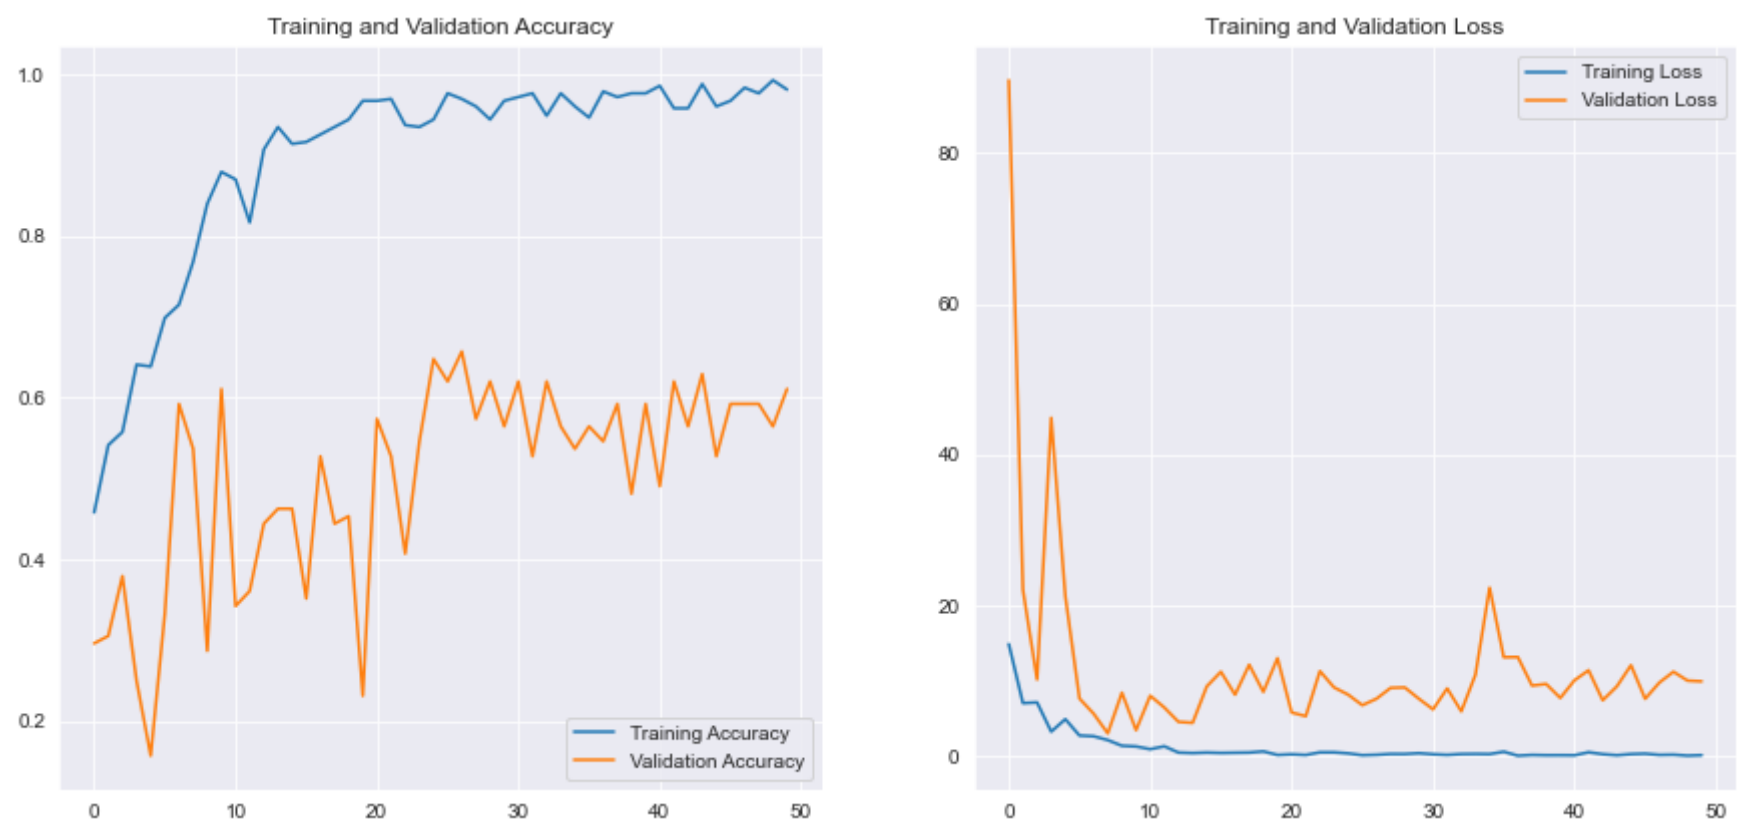 Training and Validation Accuracy
1.0
0.8
0.6
0.4
0.2
0 10 20 30 40 50
Training Accuracy
Validation Accuracy
Training and Validation Loss
Training Loss
Validation Loss
80
60
40
20
0
0 10 20 30 40 50